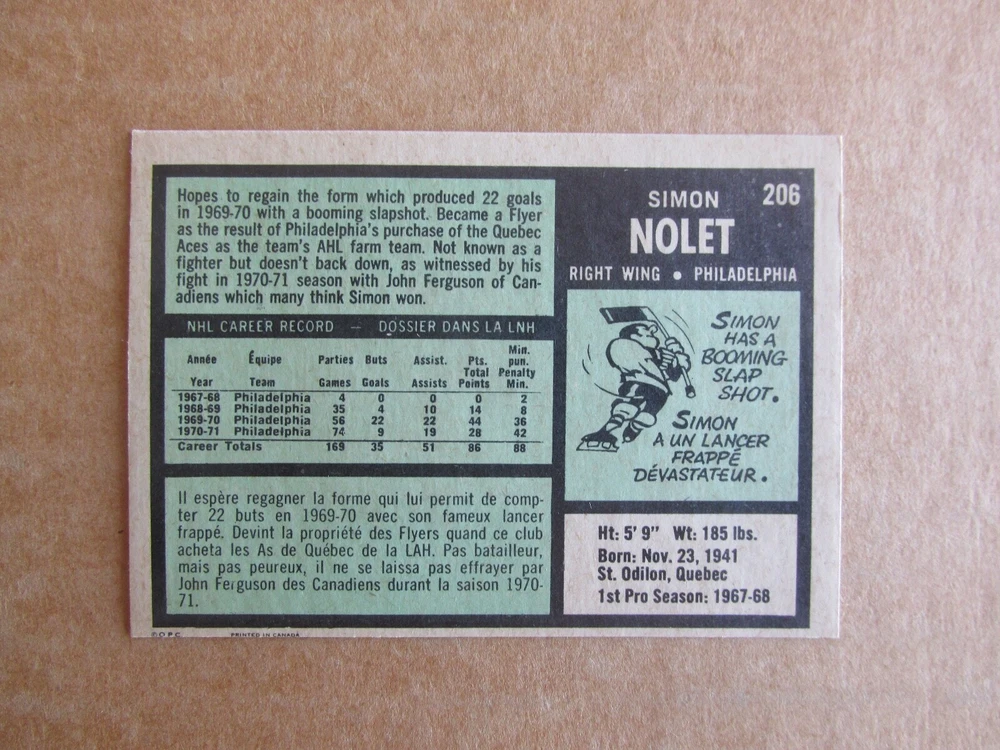 Hopes to regain the form which produced 22 goals
in 1969-70 with a booming slapshot. Became a Flyer
as the result of Philadelphia's purchase of the Quebec
Aces as the team's AHL farm team. Not known as a
fighter but doesn't back down, as witnessed by his
fight in 1970-71 season with John Ferguson of Can-
adiens which many think Simon won.
206
SIMON
NOLET
RIGHT WING • PHILADELPHIA
NHL CAREER RECORD — DOSSIER DANS LA LNH
Année Équipe Parties Buts Assist. Pts. Total Min. pun. Penalty
Year Team Games Goals Assists Points Min.
1967-68 Philadelphia 4 0 0 0 2
1968-69 Philadelphia 35 4 10 14 8
1969-70 Philadelphia 56 22 22 44 36
1970-71 Philadelphia 74 9 19 28 42
Career Totals 169 35 51 86 88
SIMON
HAS A
BOOMING
SLAP
SHOT.
SIMON
A UN LANCER
FRAPPÉ
DÉVASTATEUR.
Il espère regagner la forme qui lui permit de comp-
ter 22 buts en 1969-70 avec son fameux lancer
frappé. Devint la propriété des Flyers quand ce club
acheta les As de Québec de la LAH. Pas batailleur,
mais pas peureux, il ne se laissa pas effrayer par
John Ferguson des Canadiens durant la saison 1970-
71.
Ht: 5' 9" Wt: 185 lbs.
Born: Nov. 23, 1941
St. Odilon, Quebec
1st Pro Season: 1967-68
© O.P.C. PRINTED IN CANADA